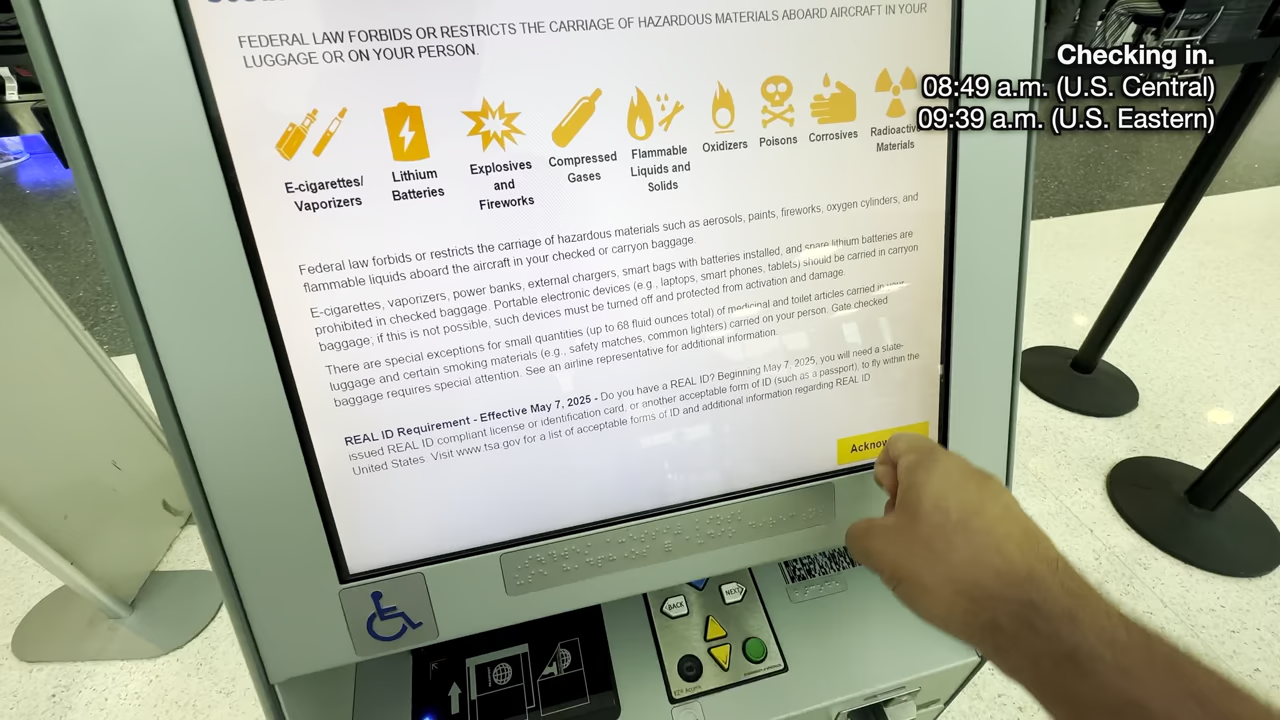 Checking in.
08:49 a.m. (U.S. Central)
09:39 a.m. (U.S. Eastern)
FEDERAL LAW FORBIDS OR RESTRICTS THE CARRIAGE OF HAZARDOUS MATERIALS ABOARD AIRCRAFT IN YOUR
LUGGAGE OR ON YOUR PERSON.
E-cigarettes/
Vaporizers
Lithium
Batteries
Explosives
and
Fireworks
Compressed
Gases
Flammable
Liquids and
Solids
Oxidizers
Poisons
Corrosives
Radioactive
Materials
Federal law forbids or restricts the carriage of hazardous materials such as aerosols, paints, fireworks, oxygen cylinders, and
flammable liquids aboard the aircraft in your checked or carryon baggage.
E-cigarettes, vaporizers, power banks, external chargers, smart bags with batteries installed, and spare lithium batteries are
prohibited in checked baggage. Portable electronic devices (e.g., laptops, smart phones, tablets) should be carried in carryon
baggage; if this is not possible, such devices must be turned off and protected from activation and damage.
There are special exceptions for small quantities (up to 68 fluid ounces total) of medicinal and toilet articles carried in your
luggage and certain smoking materials (e.g., safety matches, common lighters) carried on your person. Gate checked
baggage requires special attention. See an airline representative for additional information.
REAL ID Requirement - Effective May 7, 2025 - Do you have a REAL ID? Beginning May 7, 2025, you will need a state-
issued REAL ID compliant license or identification card, or another acceptable form of ID (such as a passport), to fly within the
United States. Visit www.tsa.gov for a list of acceptable forms of ID and additional information regarding REAL ID
Acknow
BACK
NEXT